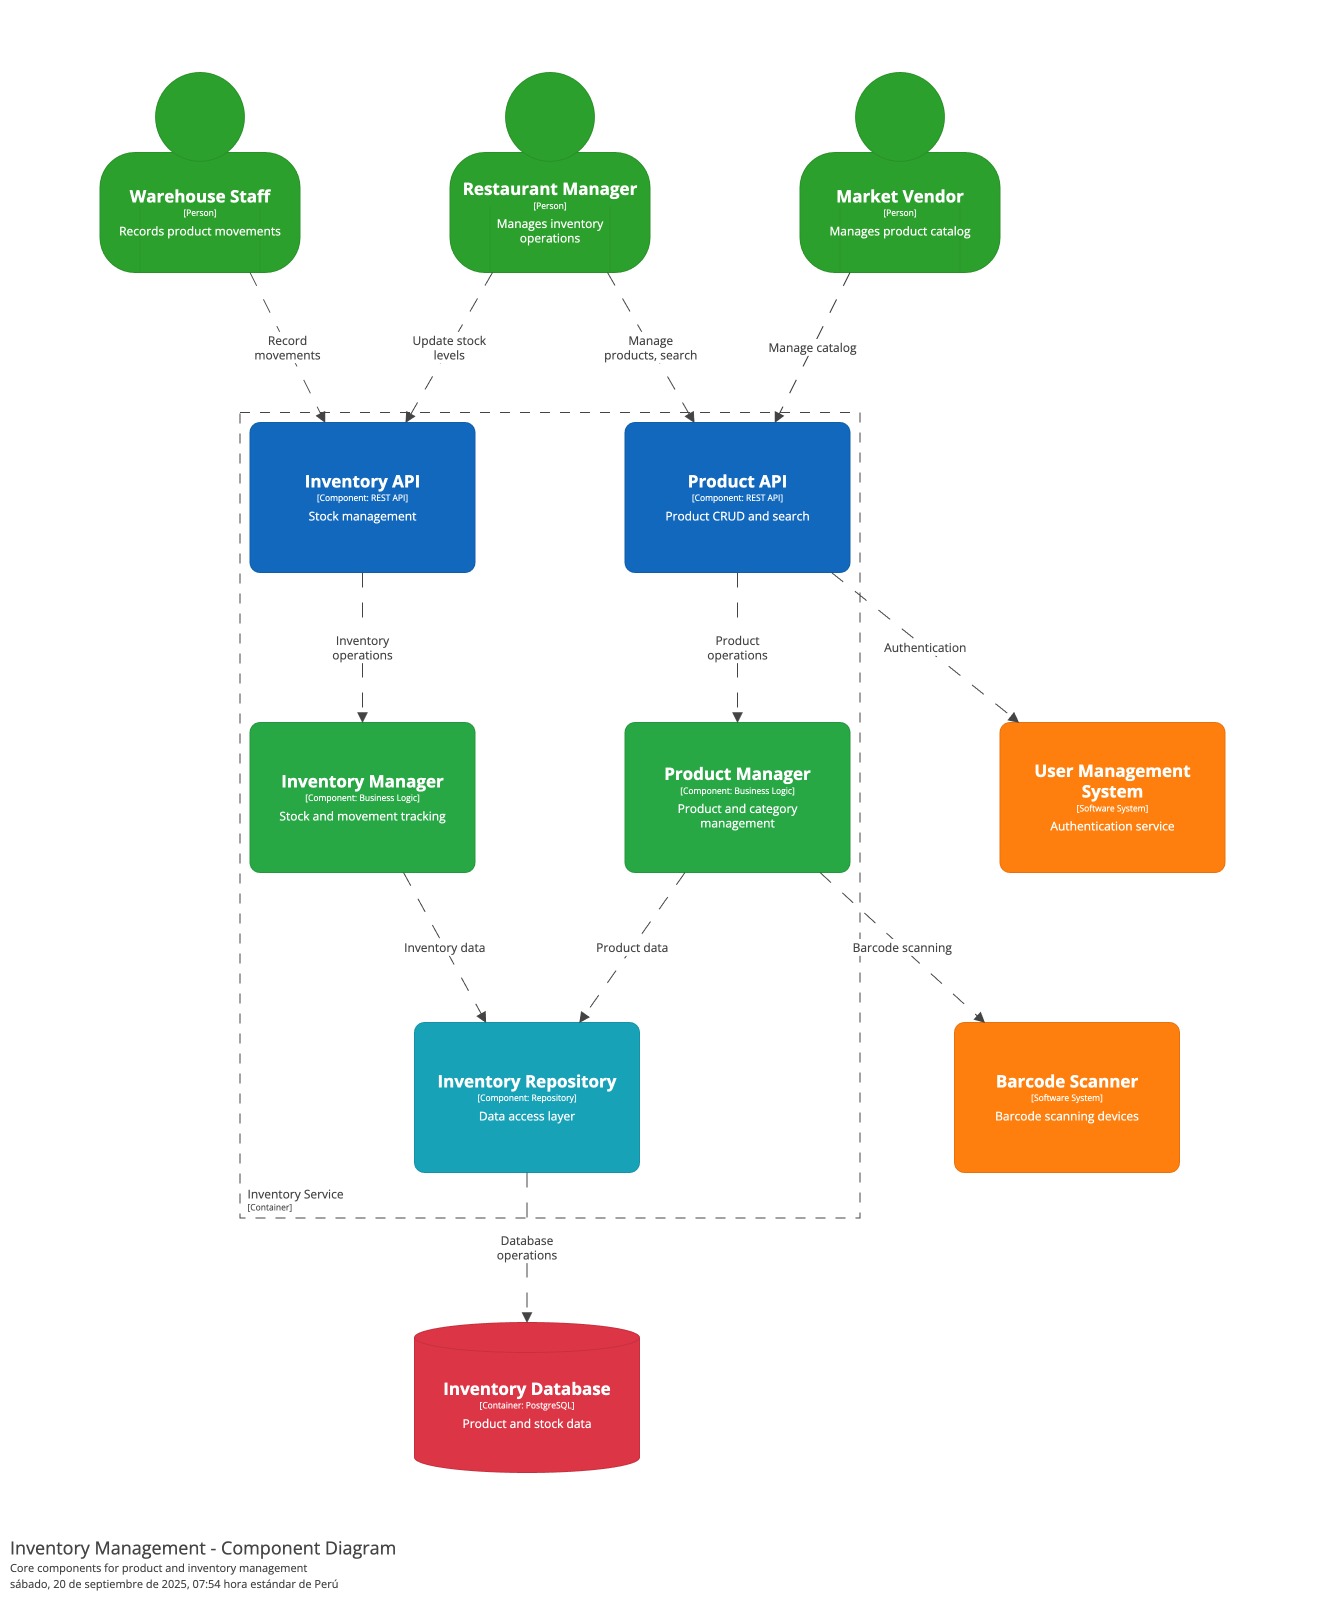 Warehouse Staff
[Person]
Records product movements
Restaurant Manager
[Person]
Manages inventory
operations
Market Vendor
[Person]
Manages product catalog
Record
movements
Update stock
levels
Manage
products, search
Manage catalog
Inventory API
[Component: REST API]
Stock management
Product API
[Component: REST API]
Product CRUD and search
Inventory
operations
Product
operations
Authentication
Inventory Manager
[Component: Business Logic]
Stock and movement tracking
Product Manager
[Component: Business Logic]
Product and category
management
User Management
System
[Software System]
Authentication service
Inventory data
Product data
Barcode scanning
Inventory Repository
[Component: Repository]
Data access layer
Barcode Scanner
[Software System]
Barcode scanning devices
Inventory Service
[Container]
Database
operations
Inventory Database
[Container: PostgreSQL]
Product and stock data
Inventory Management - Component Diagram
Core components for product and inventory management
sábado, 20 de septiembre de 2025, 07:54 hora estándar de Perú